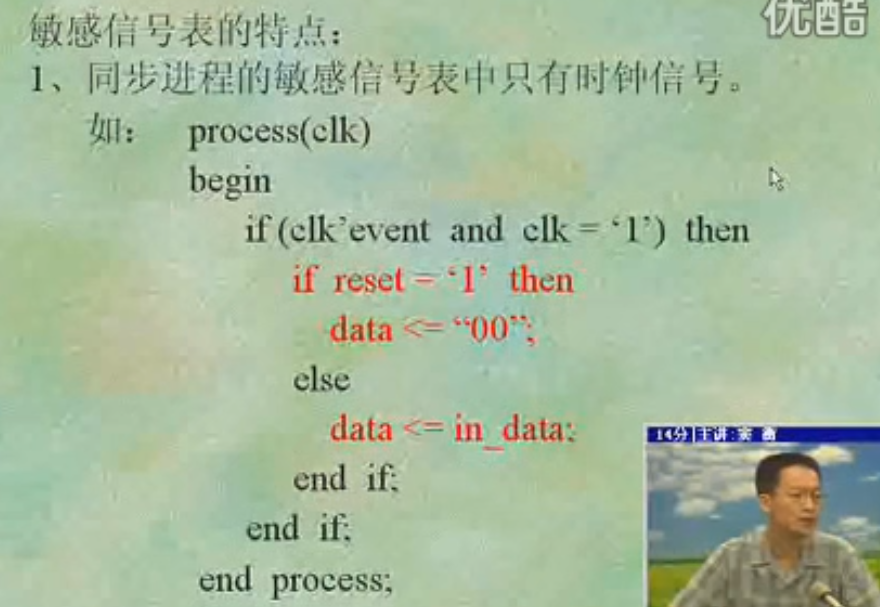 优酷
敏感信号表的特点：
1、同步进程的敏感信号表中只有时钟信号。
如： process(clk)
begin
if (clk’event and clk = ‘1’) then
if reset = ‘1’ then
data <= “00”;
else
data <= in_data;
end if;
end if;
end process;
14分 主讲: